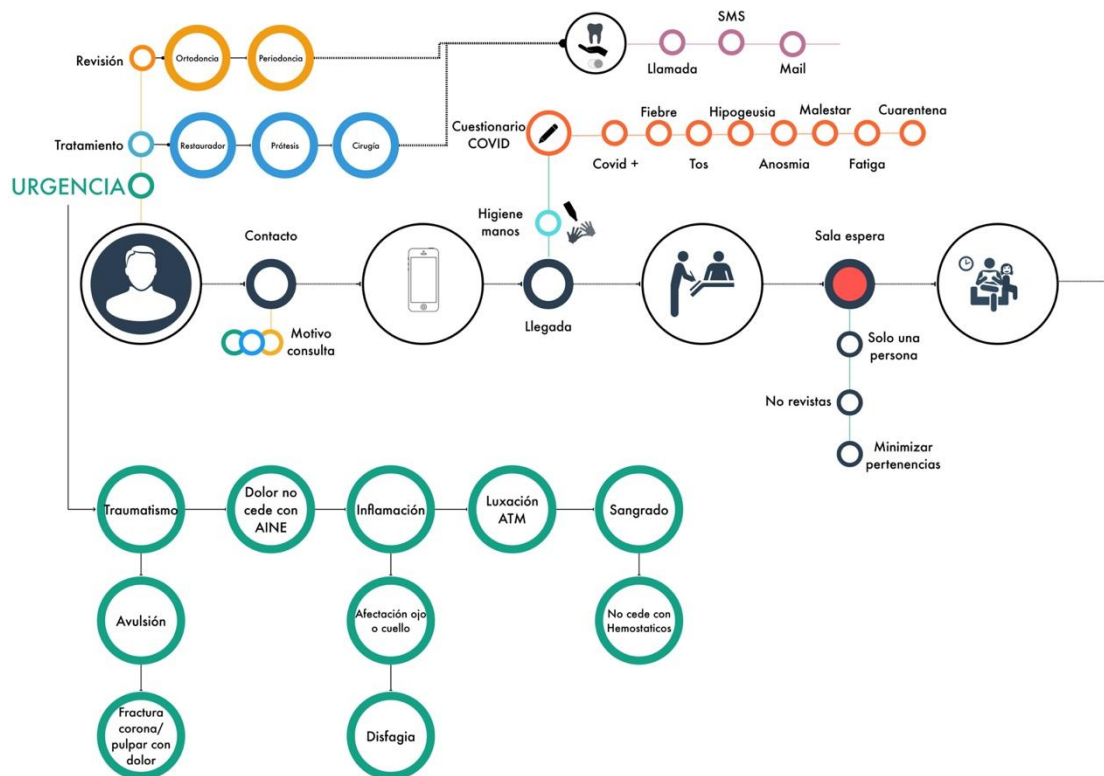 SMS
Revisión
Ortodoncia
Periodoncia
Llamada
Mail
Tratamiento
Restaurador
Prótesis
Cirugía
Cuestionario
COVID
Fiebre
Hipogeusia
Malestar
Cuarentena
Covid +
Tos
Anosmia
Fatiga
URGENCIA
Higiene
manos
Contacto
Sala espera
Llegada
Motivo
consulta
Solo una
persona
No revistas
Minimizar
pertenencias
Traumatismo
Dolor no
cede con
AINE
Inflamación
Luxación
ATM
Sangrado
Avulsión
Afectación ojo
o cuello
No cede con
Hemostaticos
Fractura
corona/
pulpar con
dolor
Disfagia